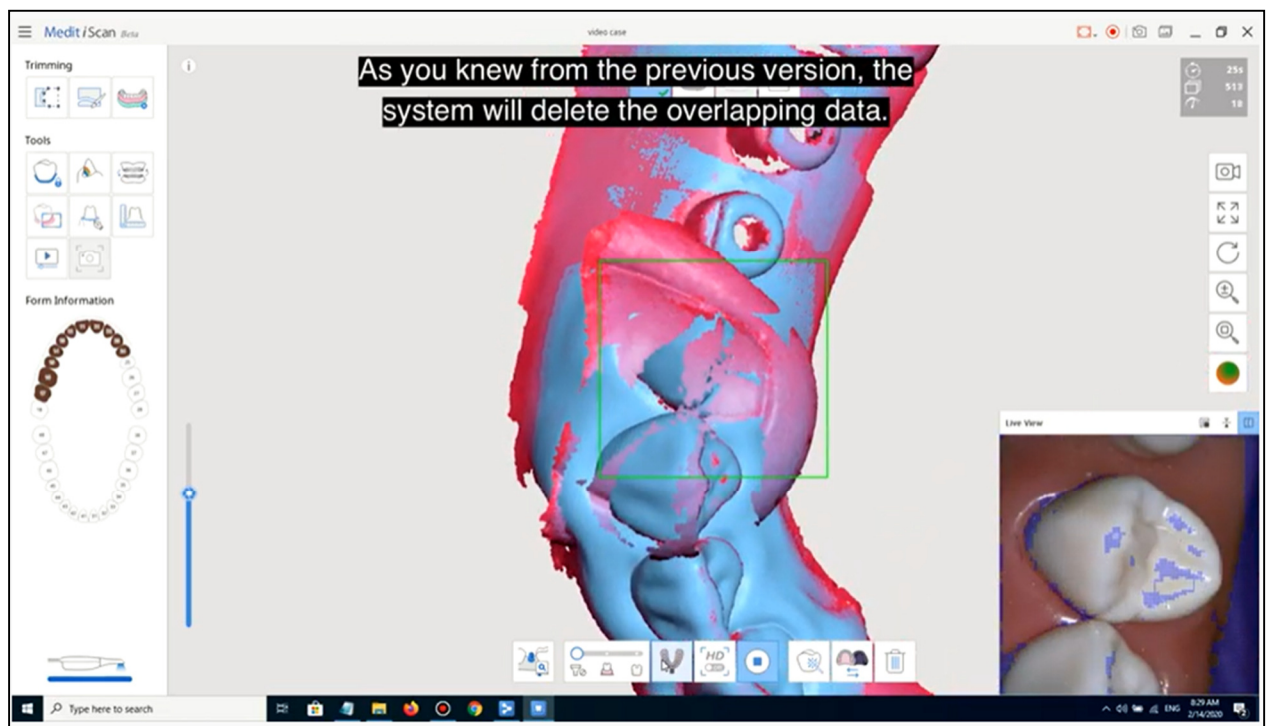 Medit iScan Beta
video case
Trimming
As you knew from the previous version, the
system will delete the overlapping data.
25s
513
18
Tools
Form Information
Live View
HD
Type here to search
ENG
8:29 AM
2/14/2020